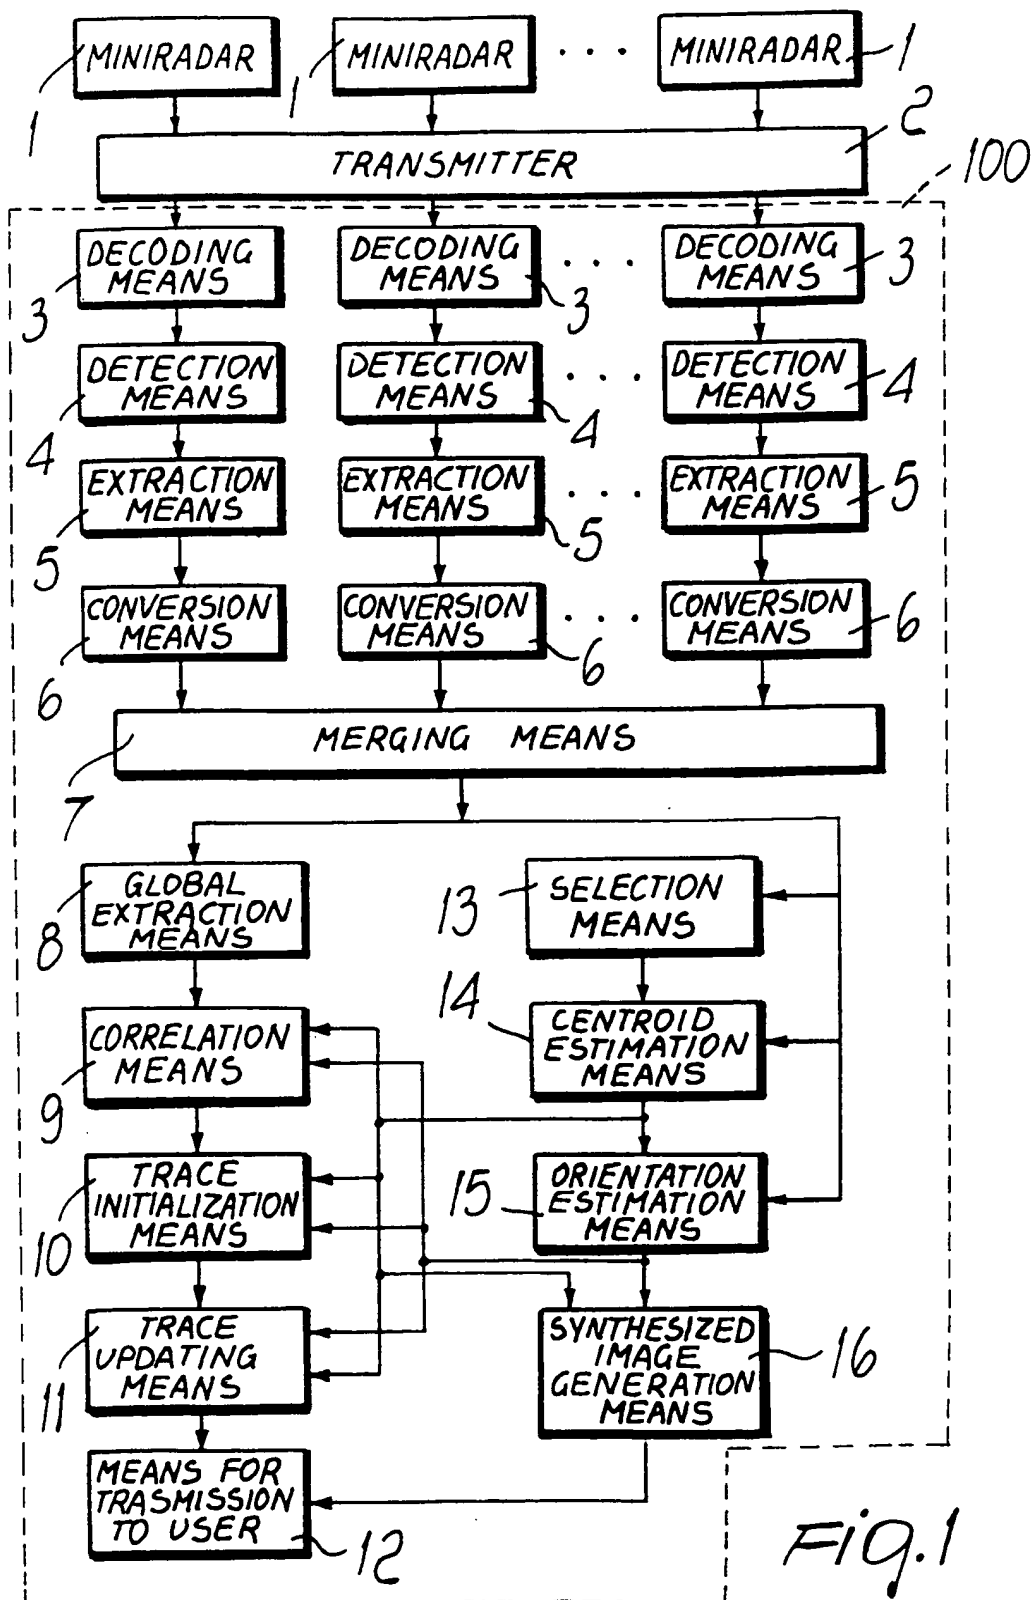 MINIRADAR MINIRADAR . . . MINIRADAR 1
1 1
2
TRANSMITTER
100
DECODING MEANS
3
DECODING MEANS
3
. . .
DECODING MEANS
3
DETECTION MEANS
4
DETECTION MEANS
4
. . .
DETECTION MEANS
4
EXTRACTION MEANS
5
EXTRACTION MEANS
5
. . .
EXTRACTION MEANS
5
CONVERSION MEANS
6
CONVERSION MEANS
6
. . .
CONVERSION MEANS
6
MERGING MEANS
7
GLOBAL
EXTRACTION
MEANS
8
13
SELECTION
MEANS
CORRELATION
MEANS
9
14
CENTROID
ESTIMATION
MEANS
TRACE
INITIALIZATION
MEANS
10
15
ORIENTATION
ESTIMATION
MEANS
TRACE
UPDATING
MEANS
11
SYNTHESIZED
IMAGE
GENERATION
MEANS
16
MEANS FOR
TRASMISSION
TO USER
12
Fig.1